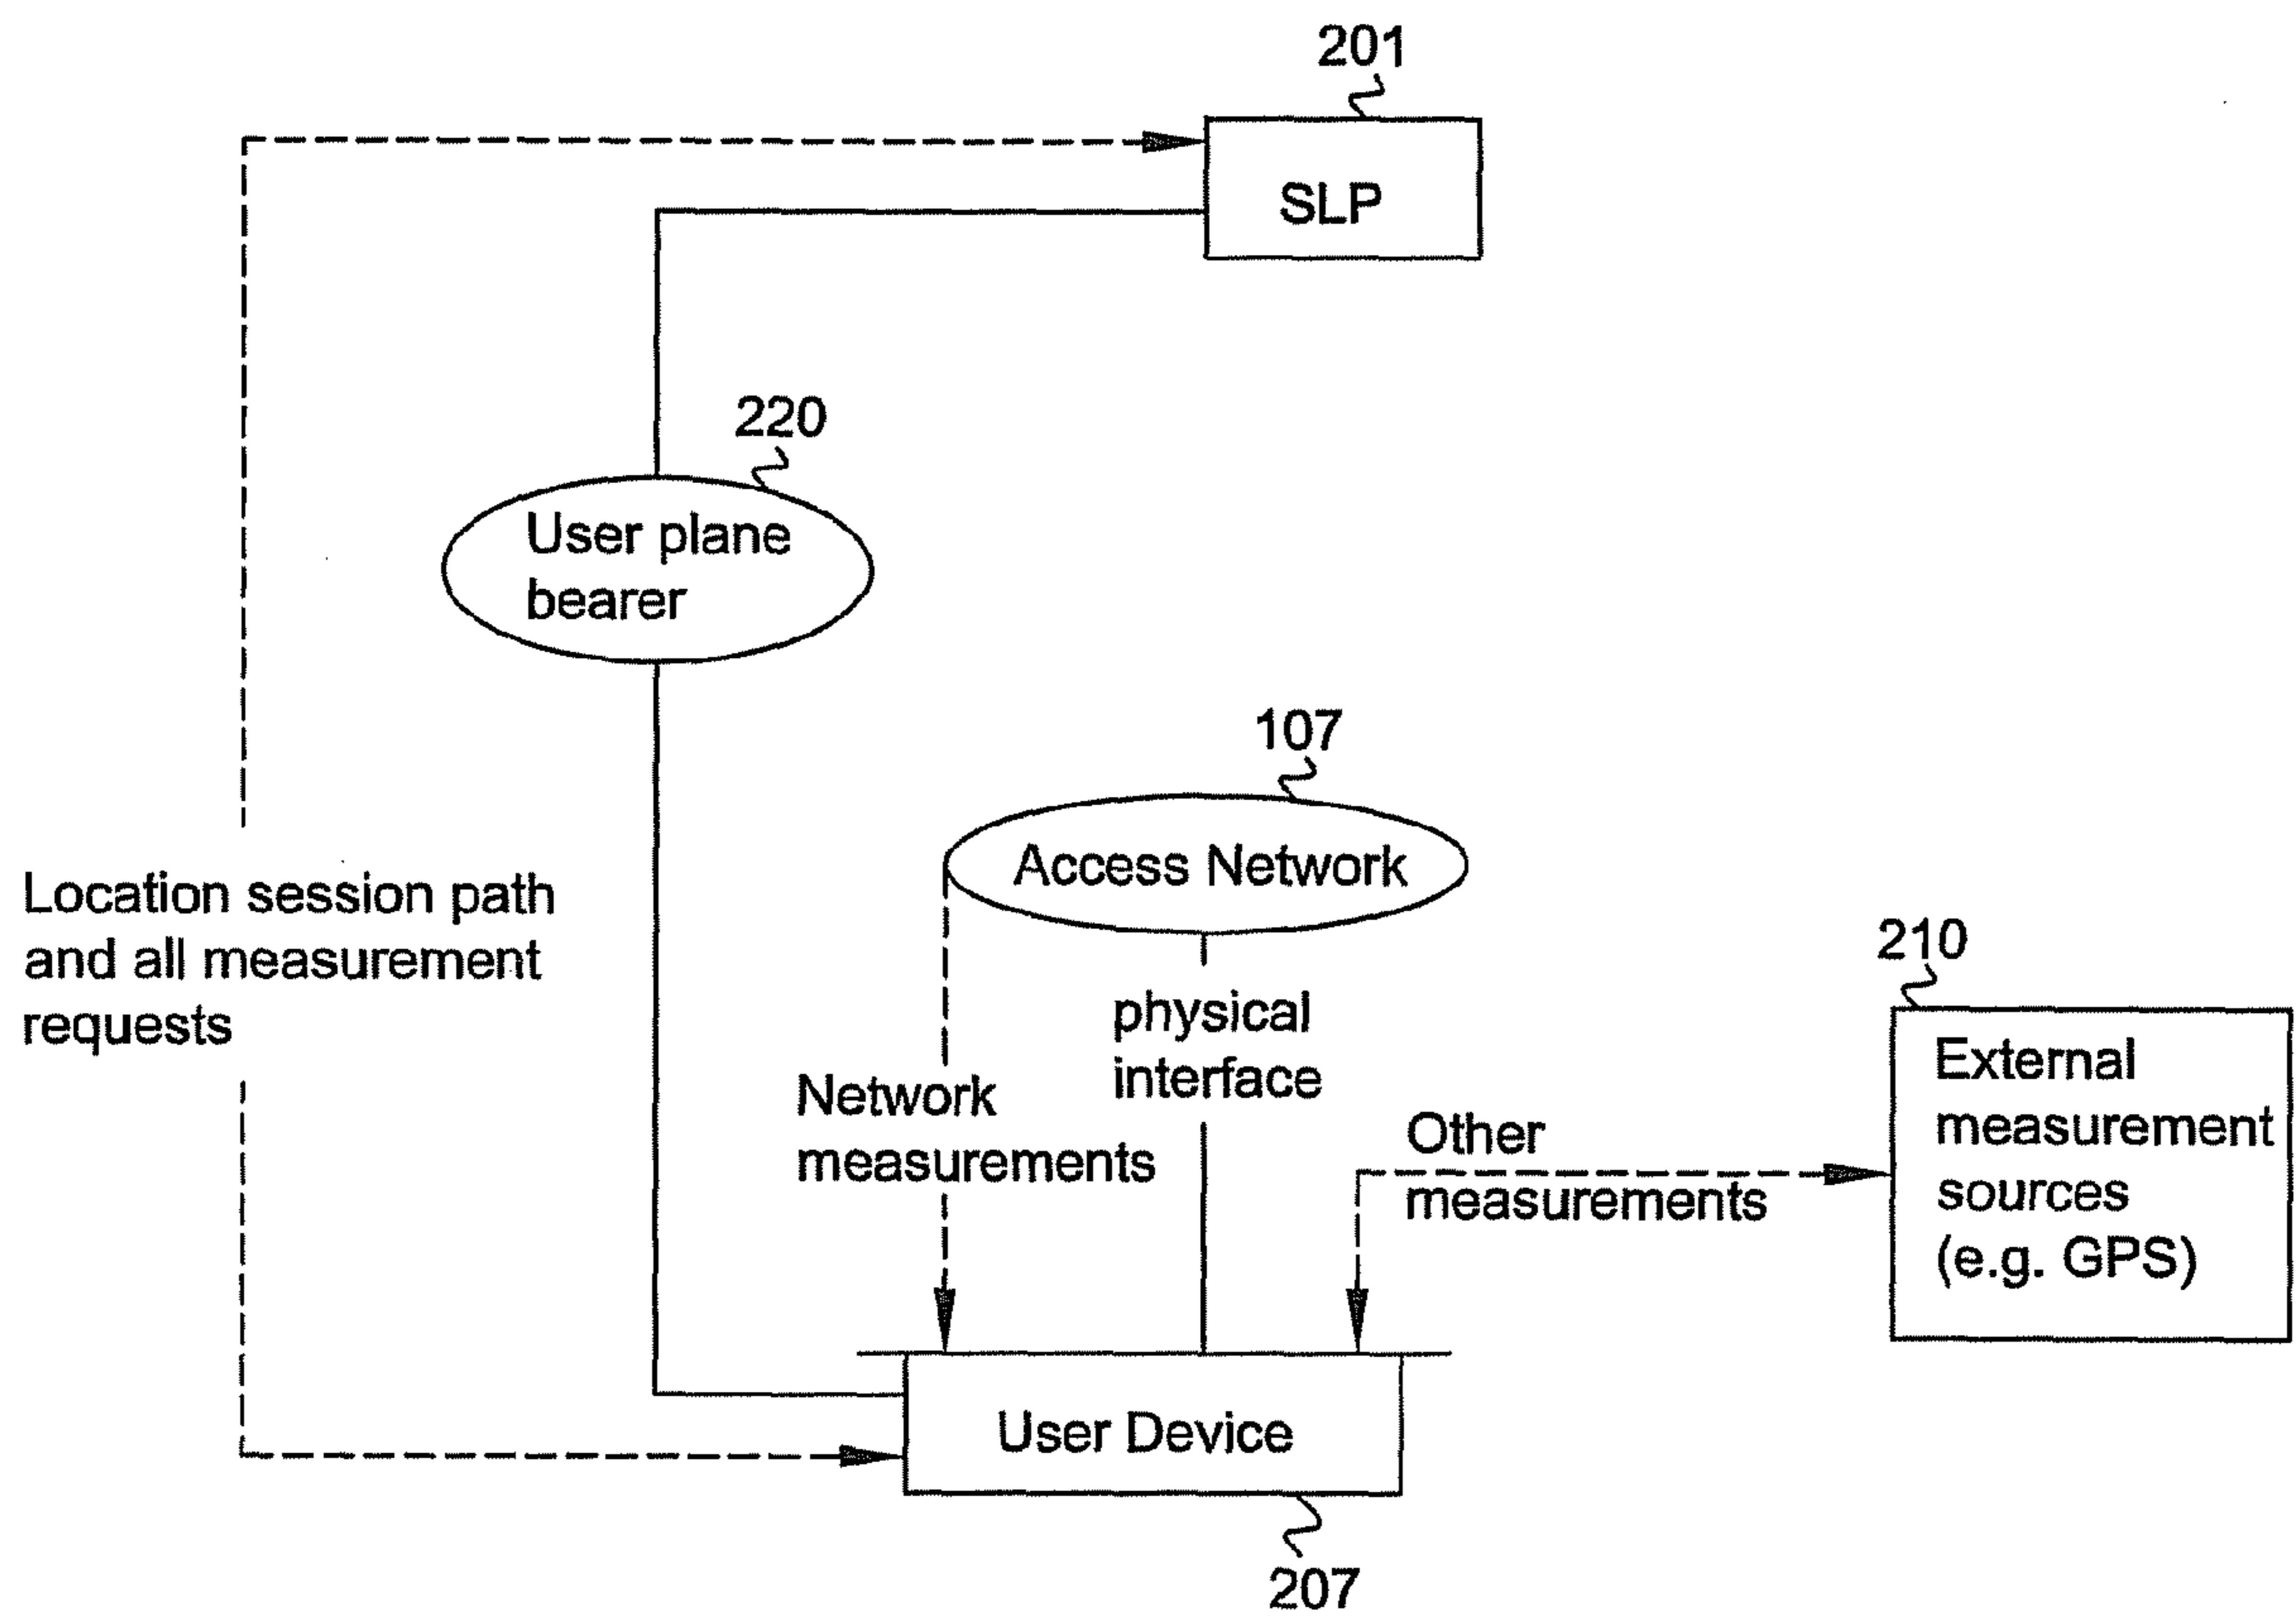 201
SLP
220
User plane
bearer
107
Access Network
Location session path
and all measurement
requests
physical
interface
Network
measurements
Other
measurements
210
External
measurement
sources
(e.g. GPS)
User Device
207